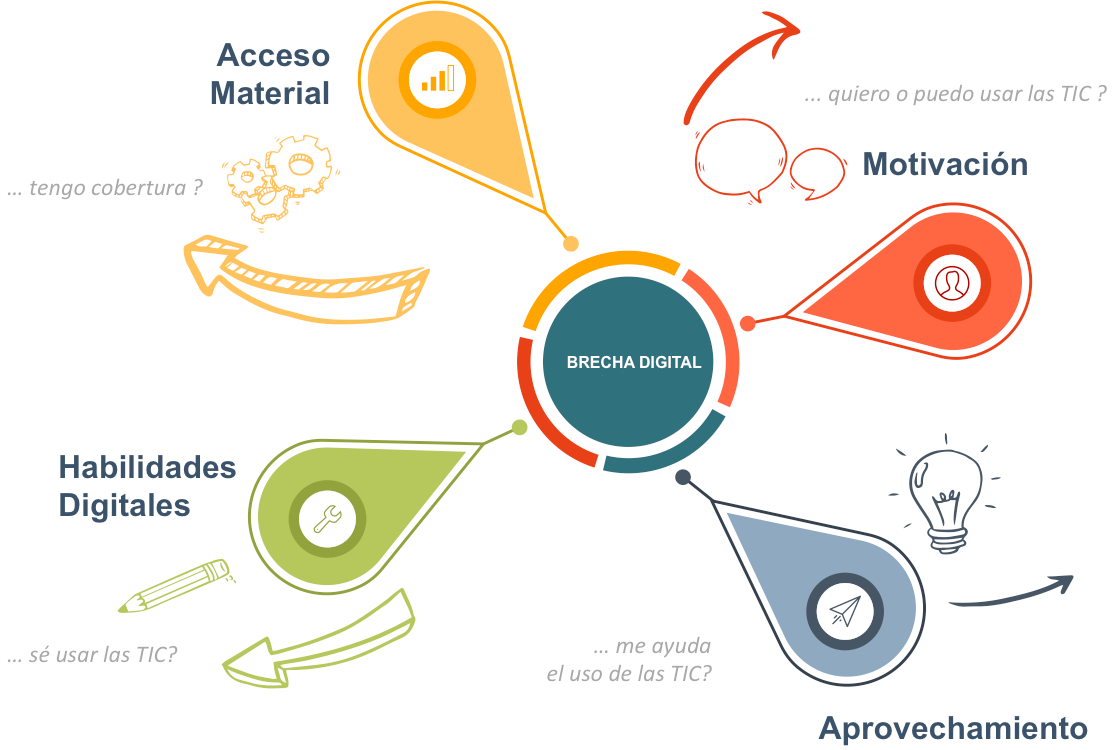 Acceso
Material
... tengo cobertura ?
... quiero o puedo usar las TIC ?
Motivación
BRECHA DIGITAL
Habilidades
Digitales
... sé usar las TIC?
... me ayuda
el uso de las TIC?
Aprovechamiento